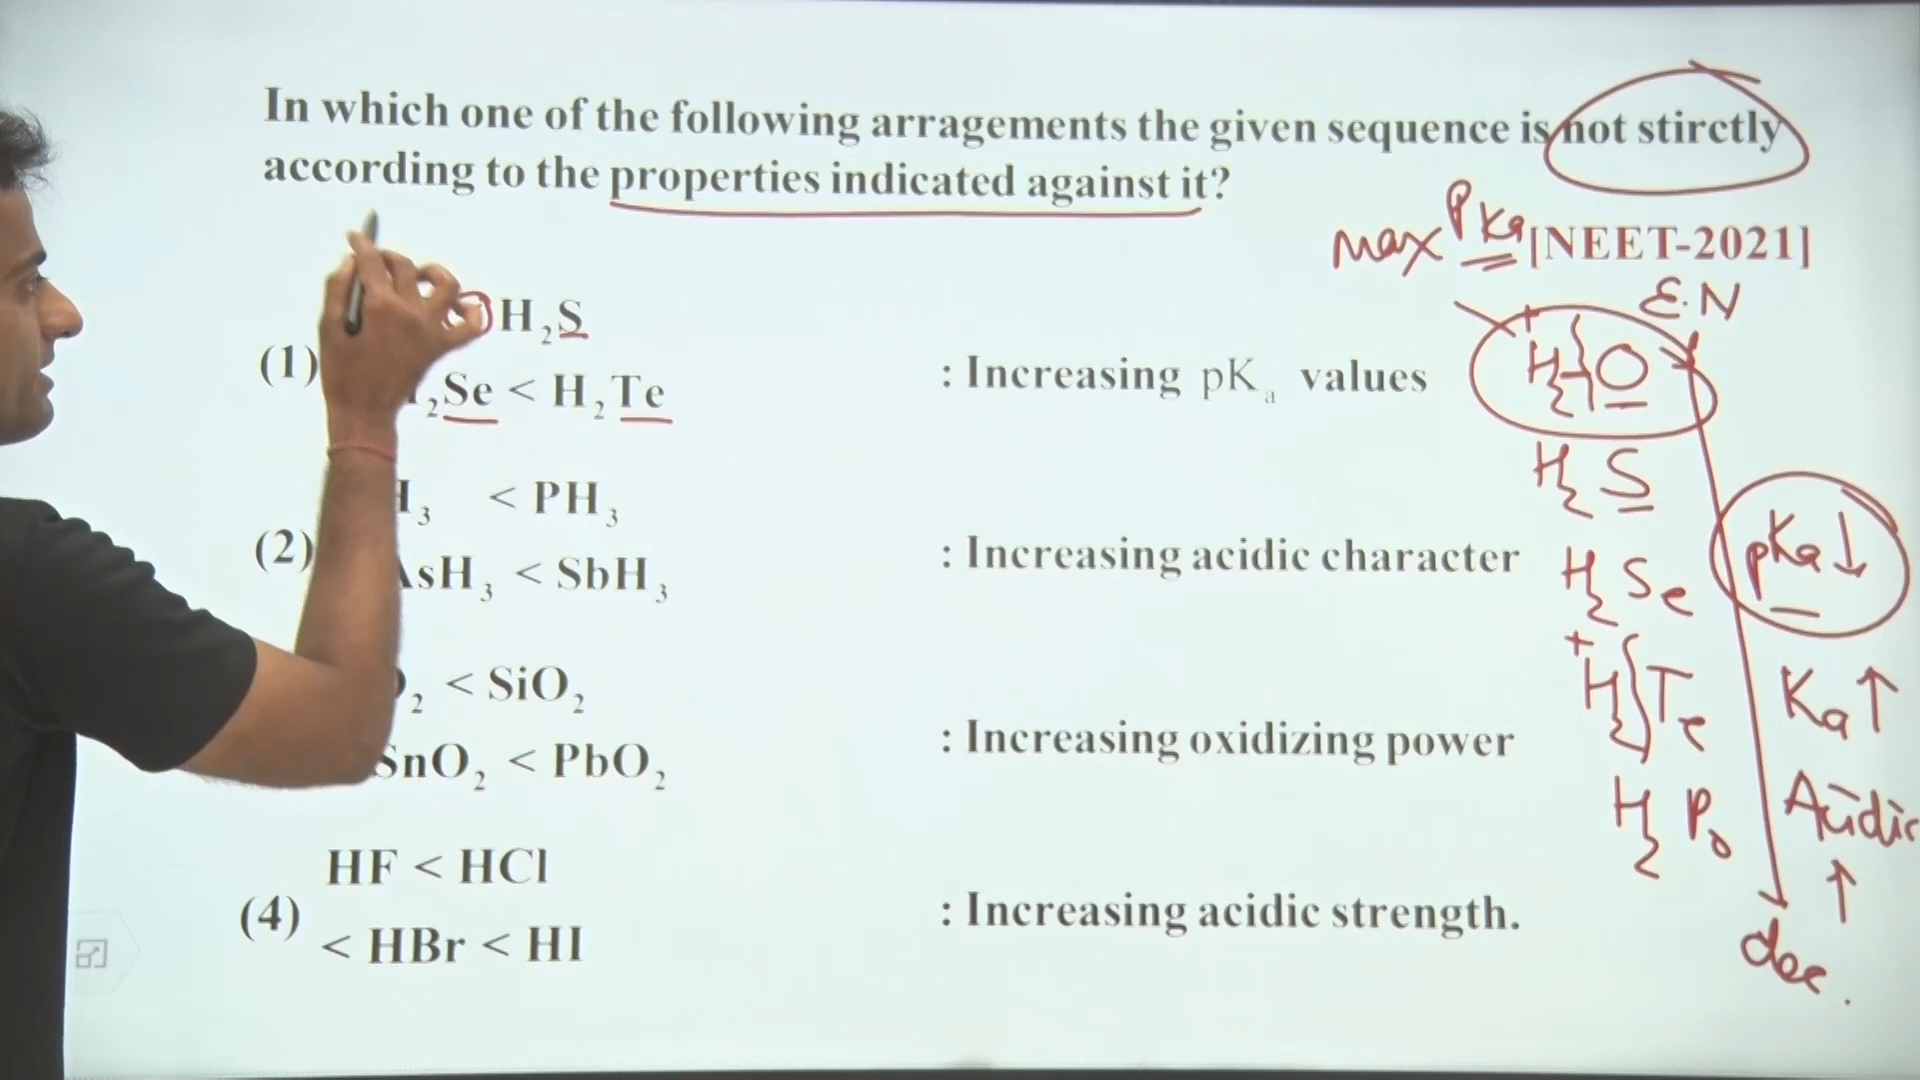 In which one of the following arragements the given sequence is not stirctly
according to the properties indicated against it?
max PKa [NEET-2021]
E.N
H₂S
(1)
₂Se < H₂Te
: Increasing pKₐ values
H₂O
H₂S
₃ < PH₃
(2)
AsH₃ < SbH₃
: Increasing acidic character
H₂Se
pKa↓
₂ < SiO₂
SnO₂ < PbO₂
: Increasing oxidizing power
H₂Te
Ka↑
H₂Po
Acidic
↑
HF < HCl
(4)
< HBr < HI
: Increasing acidic strength.
dec.